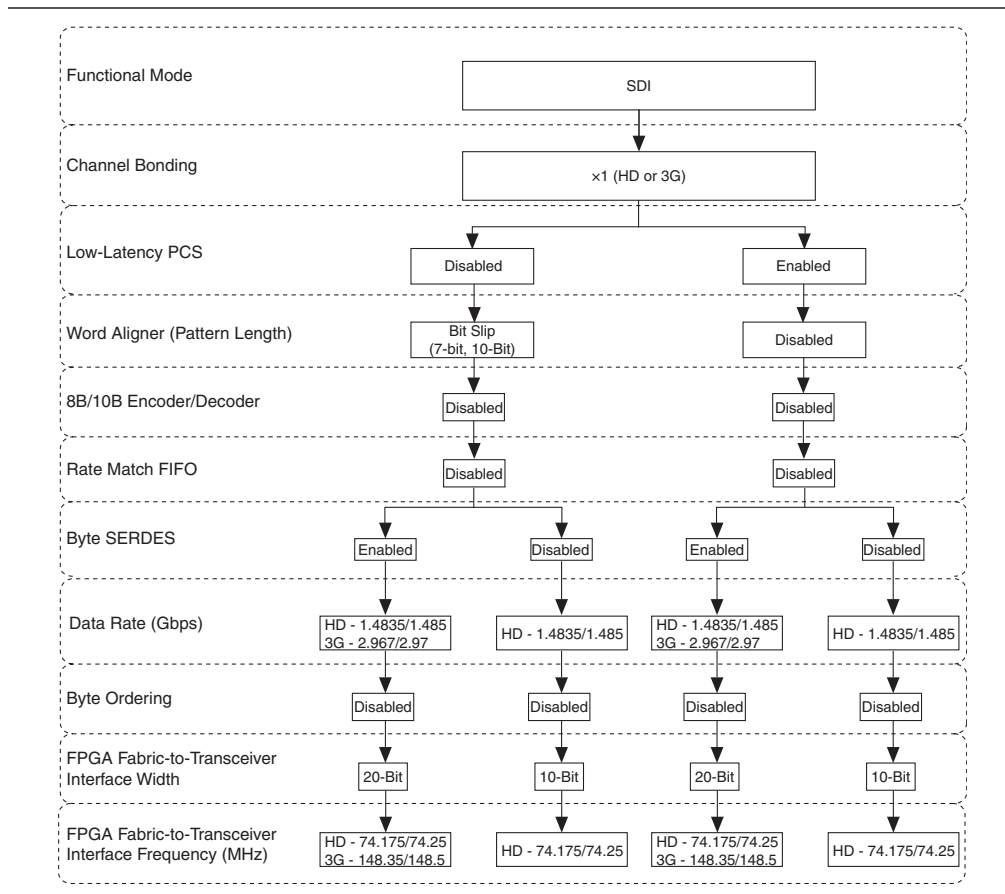 Functional Mode
SDI
Channel Bonding
×1 (HD or 3G)
Low-Latency PCS
Disabled
Enabled
Word Aligner (Pattern Length)
Bit Slip
(7-bit, 10-Bit)
Disabled
8B/10B Encoder/Decoder
Disabled
Disabled
Rate Match FIFO
Disabled
Disabled
Byte SERDES
Enabled
Disabled
Enabled
Disabled
Data Rate (Gbps)
HD - 1.4835/1.485
3G - 2.967/2.97
HD - 1.4835/1.485
HD - 1.4835/1.485
3G - 2.967/2.97
HD - 1.4835/1.485
Byte Ordering
Disabled
Disabled
Disabled
Disabled
FPGA Fabric-to-Transceiver
Interface Width
20-Bit
10-Bit
20-Bit
10-Bit
FPGA Fabric-to-Transceiver
Interface Frequency (MHz)
HD - 74.175/74.25
3G - 148.35/148.5
HD - 74.175/74.25
HD - 74.175/74.25
3G - 148.35/148.5
HD - 74.175/74.25